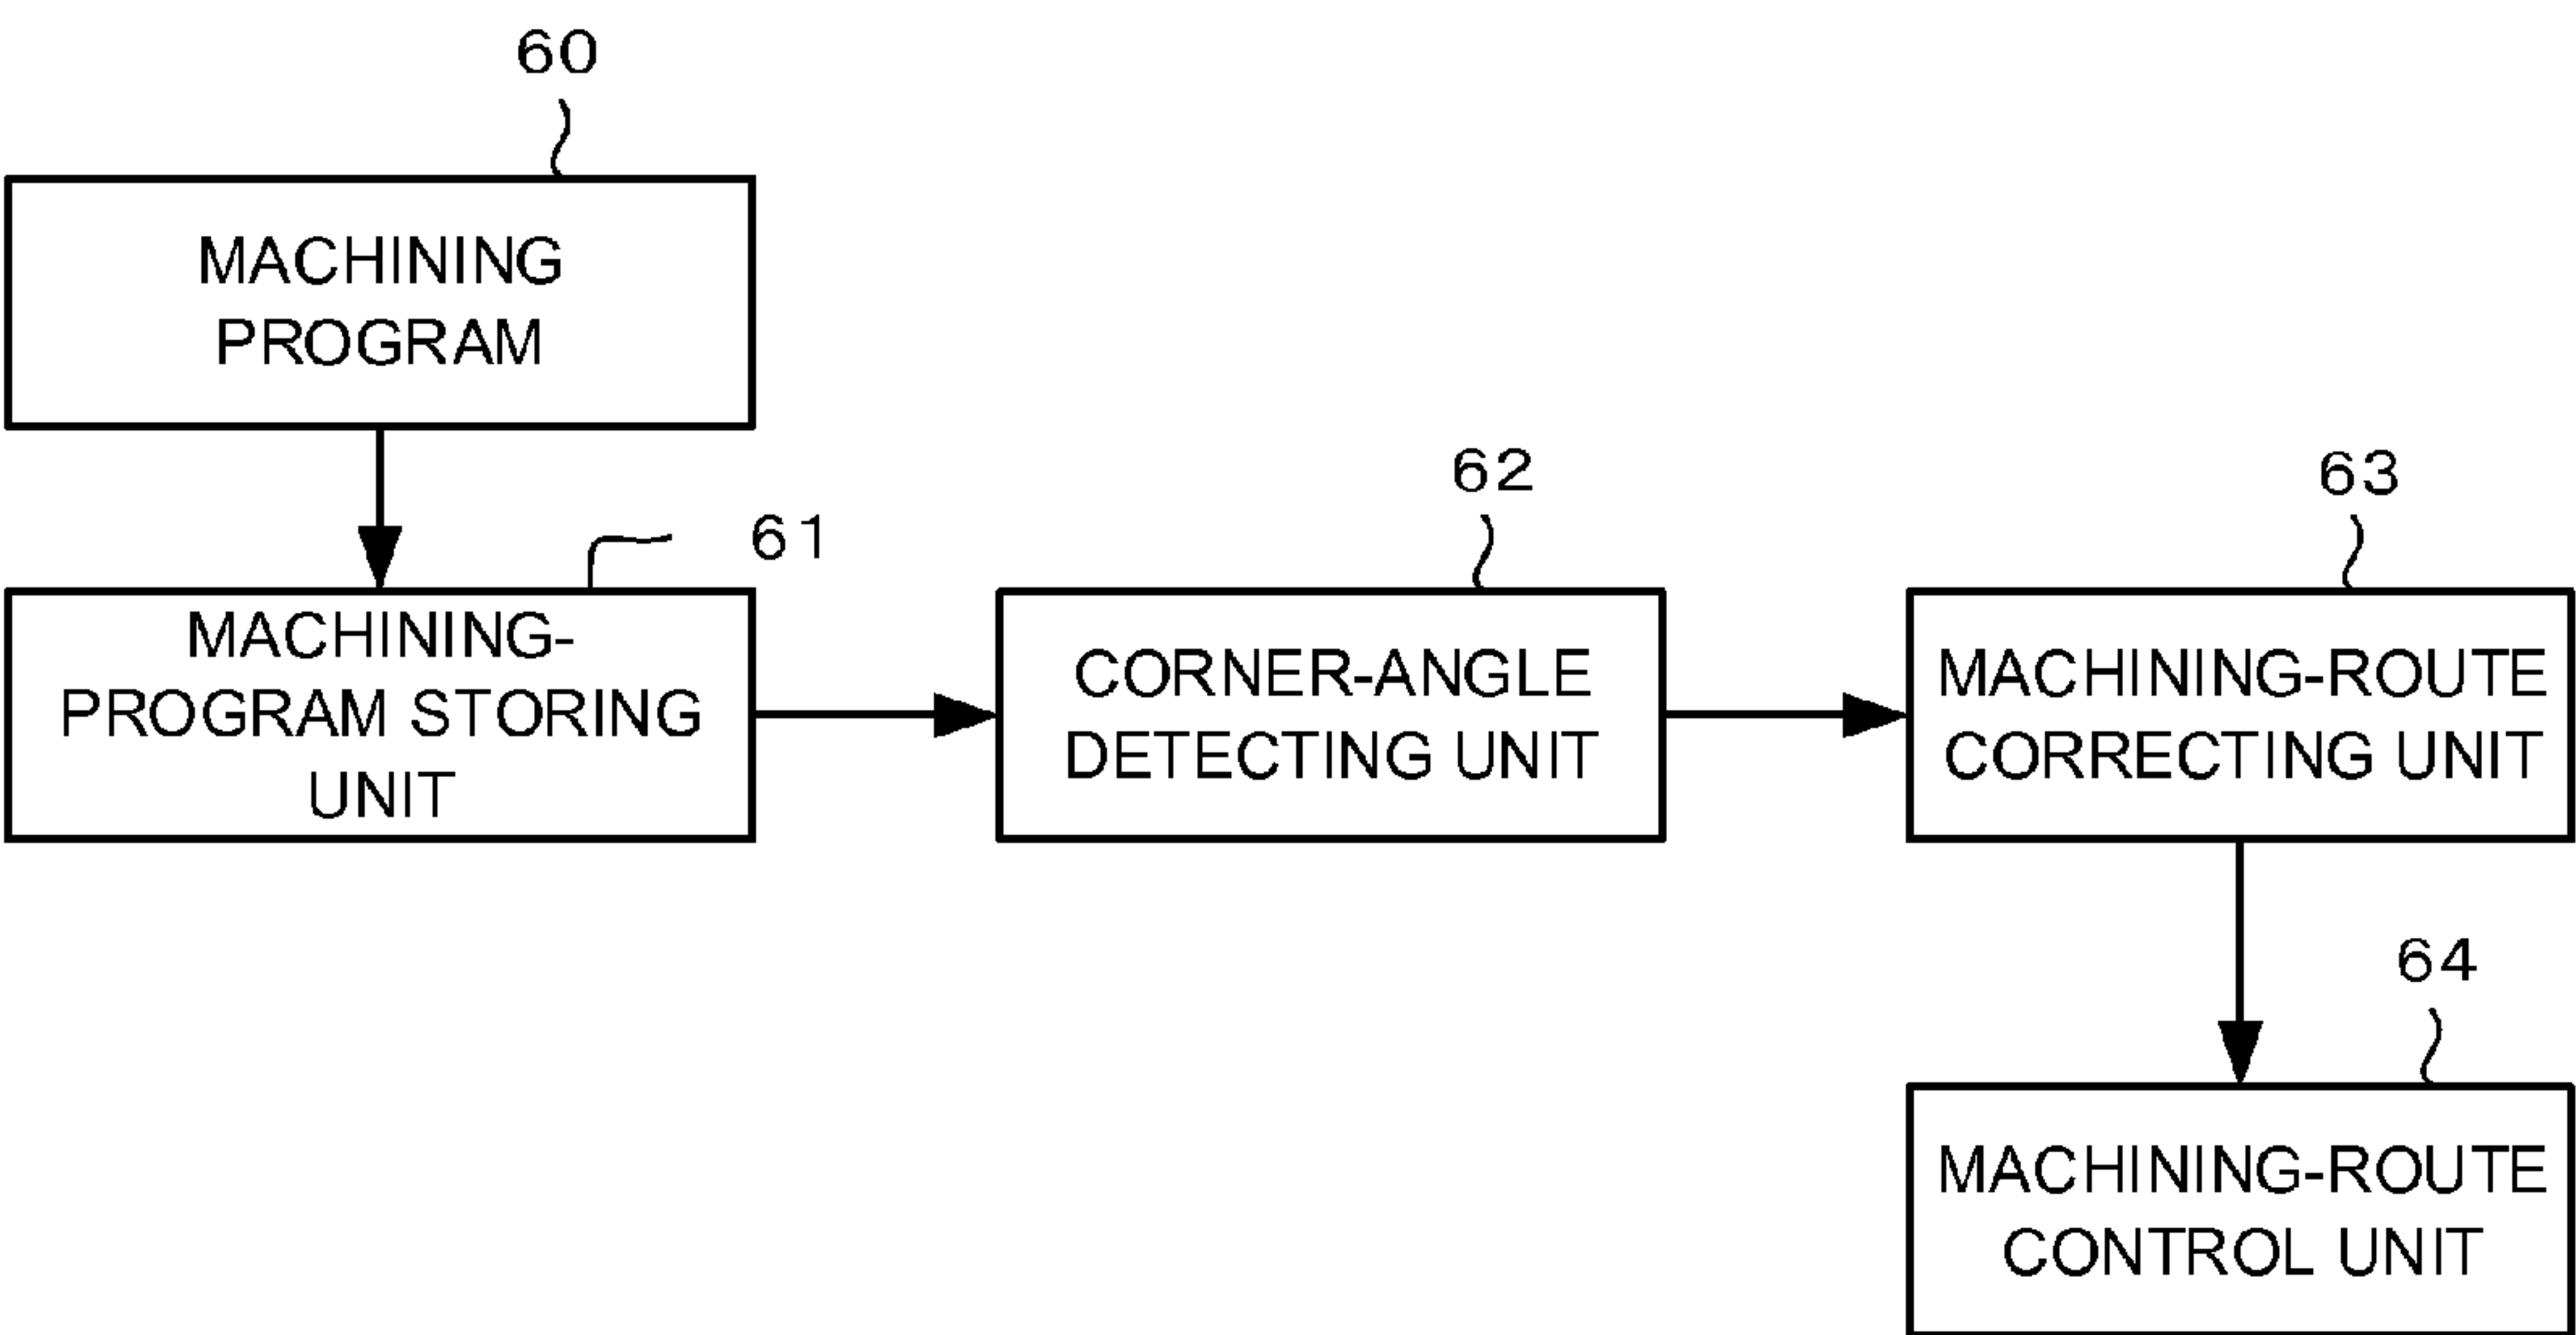 60
MACHINING
PROGRAM
61
MACHINING-
PROGRAM STORING
UNIT
62
CORNER-ANGLE
DETECTING UNIT
63
MACHINING-ROUTE
CORRECTING UNIT
64
MACHINING-ROUTE
CONTROL UNIT